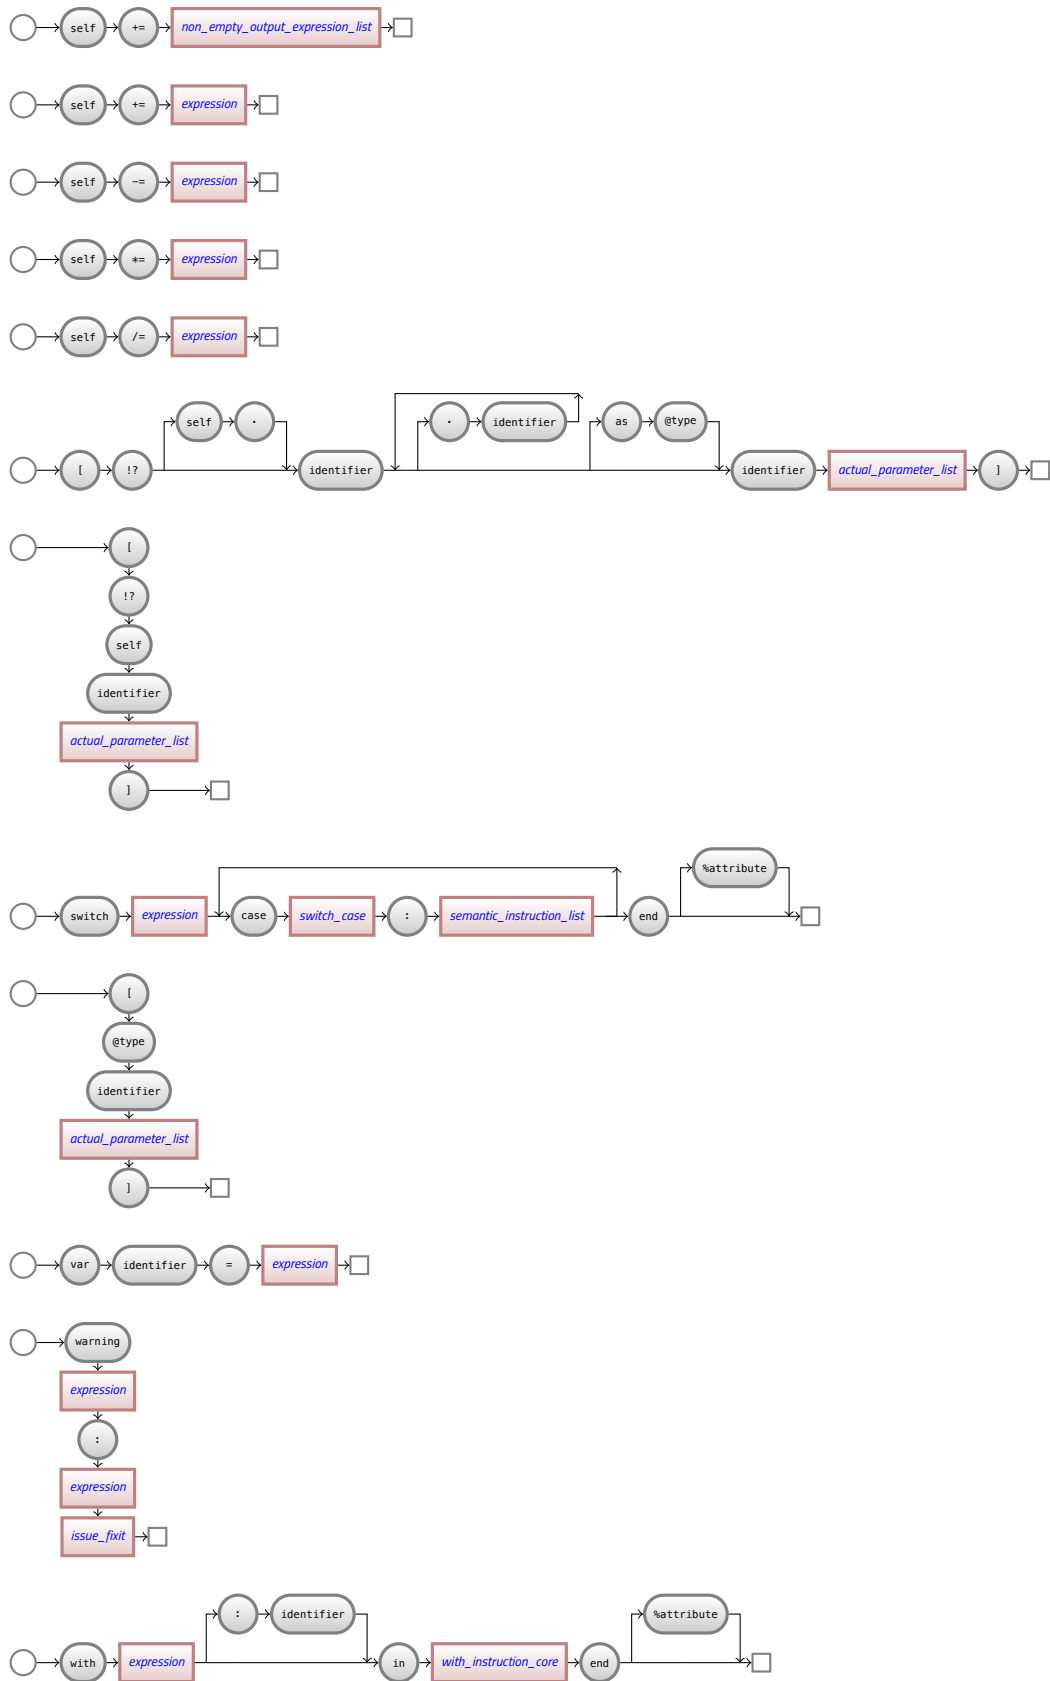 self += non_empty_output_expression_list
self += expression
self -= expression
self *= expression
self /= expression
self . . identifier as @type
[ !? identifier identifier actual_parameter_list ]
[
!?
self
identifier
actual_parameter_list
]
%attribute
switch expression case switch_case : semantic_instruction_list end
[
@type
identifier
actual_parameter_list
]
var identifier = expression
warning
expression
:
expression
issue_fixit
: identifier %attribute
with expression in with_instruction_core end